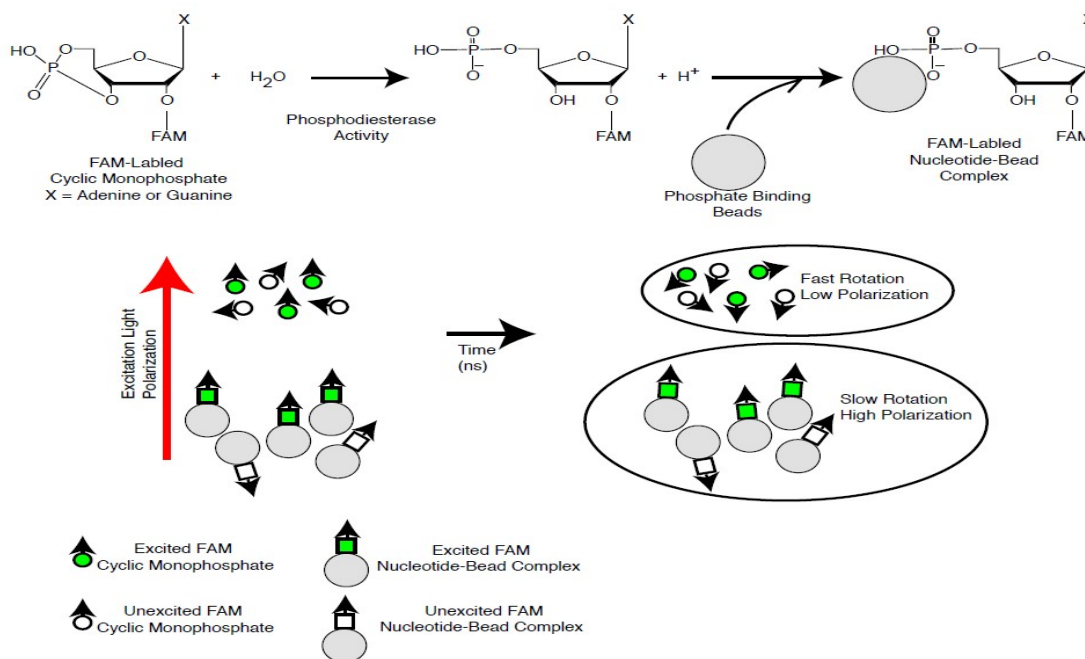 X
HO
O
P
O
O
O
O
FAM
FAM-Labled
Cyclic Monophosphate
X = Adenine or Guanine
+
H₂O
Phosphodiesterase
Activity
X
O
HO
P
O
O
O⁻
OH
O
FAM
+ H⁺
Phosphate Binding
Beads
X
O
HO
P
O
O
O⁻
OH
O
FAM
FAM-Labled
Nucleotide-Bead
Complex
Excitation Light
Polarization
Time
(ns)
Fast Rotation
Low Polarization
Slow Rotation
High Polarization
Excited FAM
Cyclic Monophosphate
Excited FAM
Nucleotide-Bead Complex
Unexcited FAM
Cyclic Monophosphate
Unexcited FAM
Nucleotide-Bead Complex